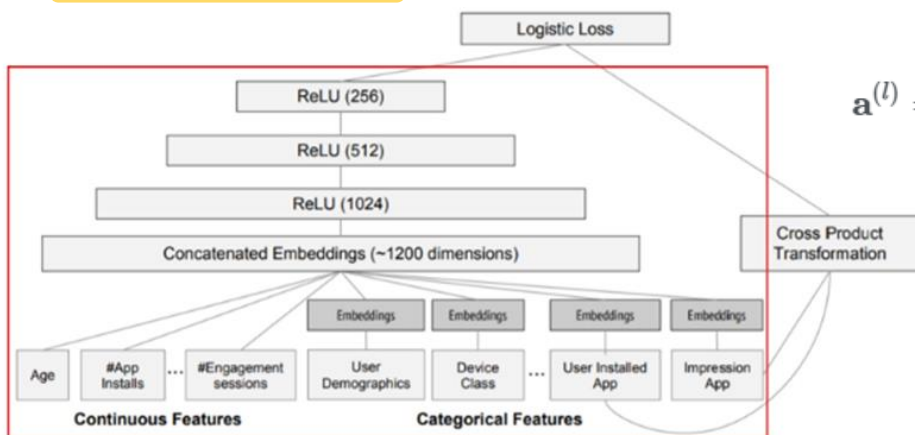 Logistic Loss
ReLU (256)
a^(l) =
ReLU (512)
ReLU (1024)
Concatenated Embeddings (~1200 dimensions)
Cross Product
Transformation
Embeddings Embeddings Embeddings Embeddings
Age
#App
Installs
...
#Engagement
sessions
User
Demographics
Device
Class
...
User Installed
App
Impression
App
Continuous Features
Categorical Features